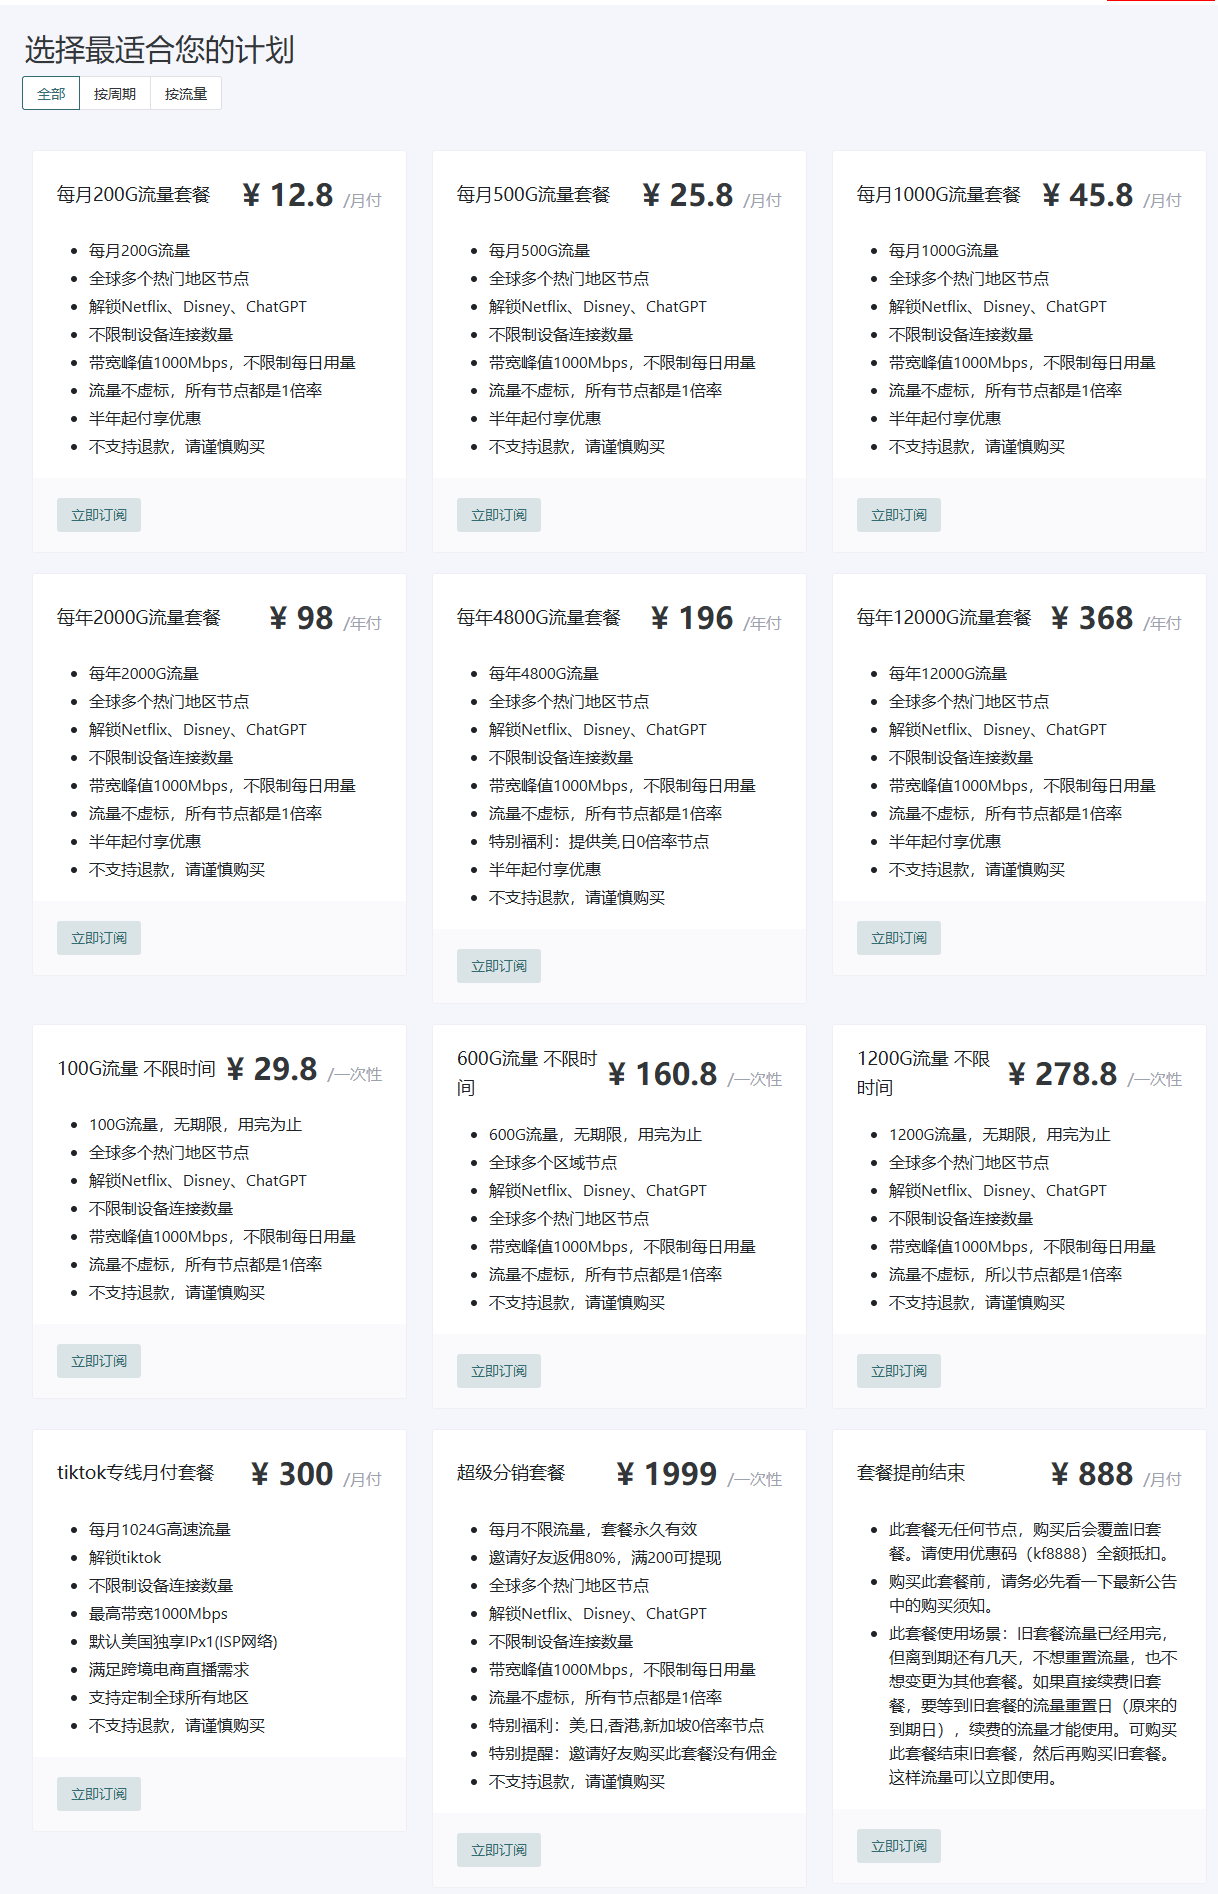 选择最适合您的计划
全部 按周期 按流量
每月200G流量套餐 ¥ 12.8 /月付
每月200G流量
全球多个热门地区节点
解锁Netflix、Disney、ChatGPT
不限制设备连接数量
带宽峰值1000Mbps，不限制每日用量
流量不虚标，所有节点都是1倍率
半年起付享优惠
不支持退款，请谨慎购买
立即订阅
每月500G流量套餐 ¥ 25.8 /月付
每月500G流量
全球多个热门地区节点
解锁Netflix、Disney、ChatGPT
不限制设备连接数量
带宽峰值1000Mbps，不限制每日用量
流量不虚标，所有节点都是1倍率
半年起付享优惠
不支持退款，请谨慎购买
立即订阅
每月1000G流量套餐 ¥ 45.8 /月付
每月1000G流量
全球多个热门地区节点
解锁Netflix、Disney、ChatGPT
不限制设备连接数量
带宽峰值1000Mbps，不限制每日用量
流量不虚标，所有节点都是1倍率
半年起付享优惠
不支持退款，请谨慎购买
立即订阅
每年2000G流量套餐 ¥ 98 /年付
每年2000G流量
全球多个热门地区节点
解锁Netflix、Disney、ChatGPT
不限制设备连接数量
带宽峰值1000Mbps，不限制每日用量
流量不虚标，所有节点都是1倍率
半年起付享优惠
不支持退款，请谨慎购买
立即订阅
每年4800G流量套餐 ¥ 196 /年付
每年4800G流量
全球多个热门地区节点
解锁Netflix、Disney、ChatGPT
不限制设备连接数量
带宽峰值1000Mbps，不限制每日用量
流量不虚标，所有节点都是1倍率
特别福利：提供美,日0倍率节点
半年起付享优惠
不支持退款，请谨慎购买
立即订阅
每年12000G流量套餐 ¥ 368 /年付
每年12000G流量
全球多个热门地区节点
解锁Netflix、Disney、ChatGPT
不限制设备连接数量
带宽峰值1000Mbps，不限制每日用量
流量不虚标，所有节点都是1倍率
半年起付享优惠
不支持退款，请谨慎购买
立即订阅
100G流量 不限时间 ¥ 29.8 /一次性
100G流量，无期限，用完为止
全球多个热门地区节点
解锁Netflix、Disney、ChatGPT
不限制设备连接数量
带宽峰值1000Mbps，不限制每日用量
流量不虚标，所有节点都是1倍率
不支持退款，请谨慎购买
立即订阅
600G流量 不限时
间 ¥ 160.8 /一次性
600G流量，无期限，用完为止
全球多个区域节点
解锁Netflix、Disney、ChatGPT
全球多个热门地区节点
带宽峰值1000Mbps，不限制每日用量
流量不虚标，所有节点都是1倍率
不支持退款，请谨慎购买
立即订阅
1200G流量 不限
时间 ¥ 278.8 /一次性
1200G流量，无期限，用完为止
全球多个热门地区节点
解锁Netflix、Disney、ChatGPT
不限制设备连接数量
带宽峰值1000Mbps，不限制每日用量
流量不虚标，所以节点都是1倍率
不支持退款，请谨慎购买
立即订阅
tiktok专线月付套餐 ¥ 300 /月付
每月1024G高速流量
解锁tiktok
不限制设备连接数量
最高带宽1000Mbps
默认美国独享IPx1(ISP网络)
满足跨境电商直播需求
支持定制全球所有地区
不支持退款，请谨慎购买
立即订阅
超级分销套餐 ¥ 1999 /一次性
每月不限流量，套餐永久有效
邀请好友返佣80%，满200可提现
全球多个热门地区节点
解锁Netflix、Disney、ChatGPT
不限制设备连接数量
带宽峰值1000Mbps，不限制每日用量
流量不虚标，所有节点都是1倍率
特别福利：美,日,香港,新加坡0倍率节点
特别提醒：邀请好友购买此套餐没有佣金
不支持退款，请谨慎购买
立即订阅
套餐提前结束 ¥ 888 /月付
此套餐无任何节点，购买后会覆盖旧套
餐。请使用优惠码（kf8888）全额抵扣。
购买此套餐前，请务必先看一下最新公告
中的购买须知。
此套餐使用场景：旧套餐流量已经用完，
但离到期还有几天，不想重置流量，也不
想变更为其他套餐。如果直接续费旧套
餐，要等到旧套餐的流量重置日（原来的
到期日），续费的流量才能使用。可购买
此套餐结束旧套餐，然后再购买旧套餐。
这样流量可以立即使用。
立即订阅